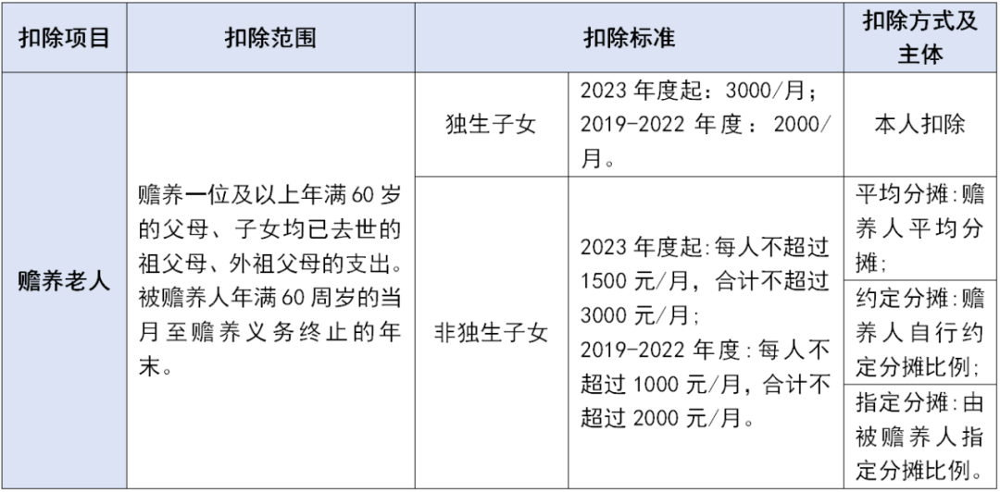 扣除项目
扣除范围
扣除标准
扣除方式及
主体
赡养老人
赡养一位及以上年满 60 岁
的父母、子女均已去世的
祖父母、外祖父母的支出。
被赡养人年满 60 周岁的当
月至赡养义务终止的年
末。
独生子女
2023 年度起：3000/月；
2019-2022 年度：2000/
月。
本人扣除
非独生子女
2023 年度起:每人不超过
1500 元/月，合计不超过
3000 元/月;
2019-2022 年度:每人不
超过 1000 元/月，合计不
超过 2000 元/月。
平均分摊:赡
养人平均分
摊;
约定分摊:赡
养人自行约
定分摊比例;
指定分摊:由
被赡养人指
定分摊比例。